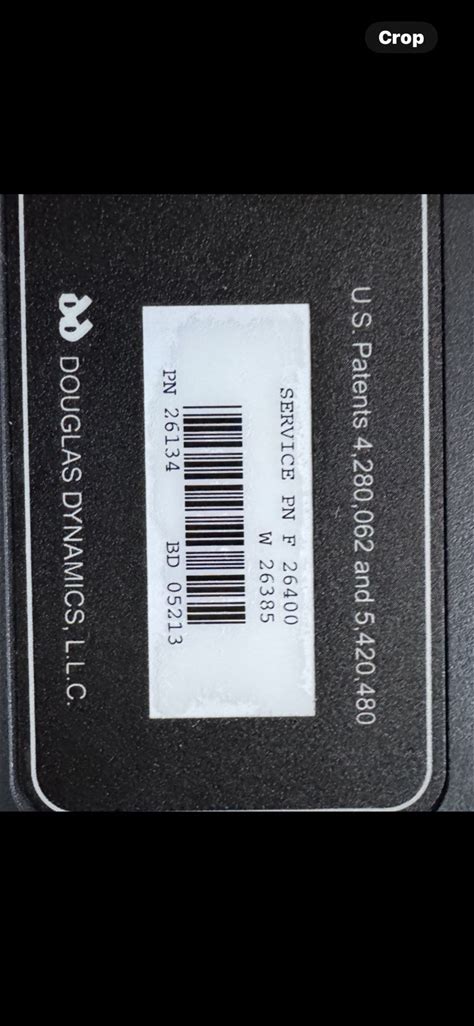 Crop
U.S. Patents 4,280,062 and 5,420,480
SERVICE PN F 26400
W 26385
PN 26134 BD 05213
DOUGLAS DYNAMICS, L.L.C.